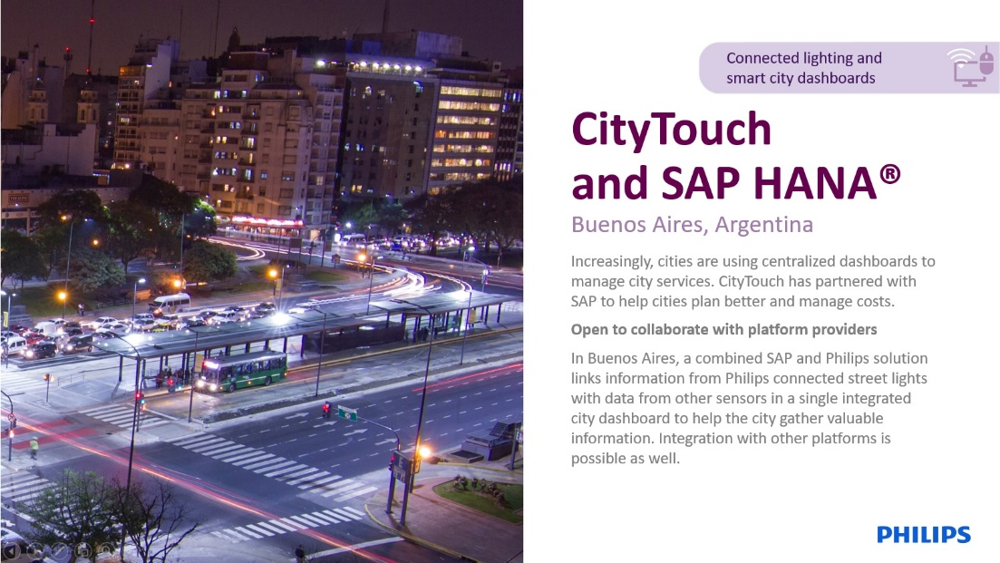 Connected lighting and
smart city dashboards
CityTouch
and SAP HANA®
Buenos Aires, Argentina
Increasingly, cities are using centralized dashboards to
manage city services. CityTouch has partnered with
SAP to help cities plan better and manage costs.
Open to collaborate with platform providers
In Buenos Aires, a combined SAP and Philips solution
links information from Philips connected street lights
with data from other sensors in a single integrated
city dashboard to help the city gather valuable
information. Integration with other platforms is
possible as well.
PHILIPS